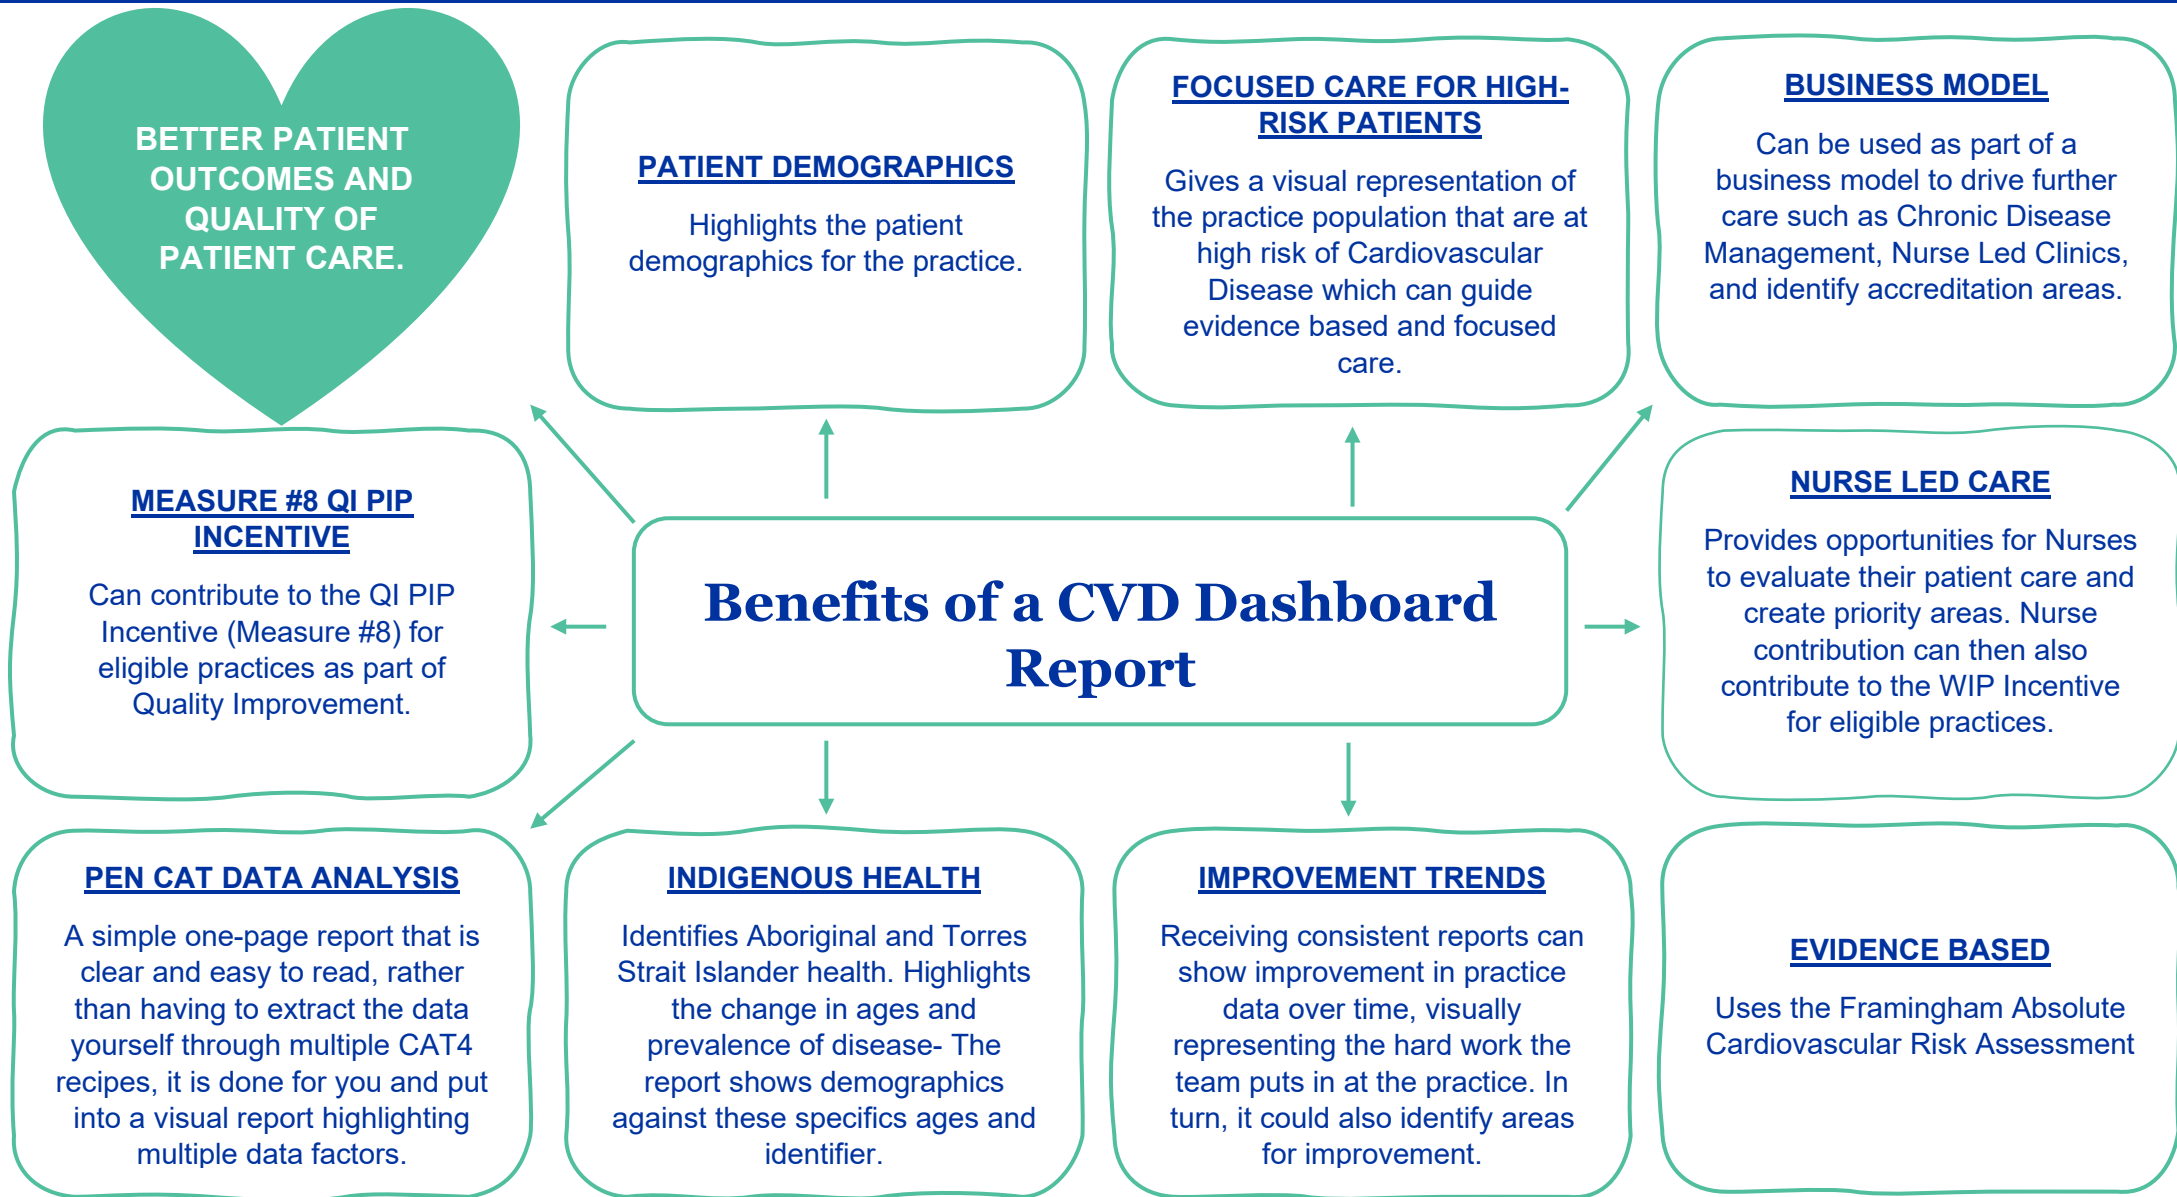 BETTER PATIENT
OUTCOMES AND
QUALITY OF
PATIENT CARE.
PATIENT DEMOGRAPHICS
Highlights the patient
demographics for the practice.
FOCUSED CARE FOR HIGH-
RISK PATIENTS
Gives a visual representation of
the practice population that are at
high risk of Cardiovascular
Disease which can guide
evidence based and focused
care.
BUSINESS MODEL
Can be used as part of a
business model to drive further
care such as Chronic Disease
Management, Nurse Led Clinics,
and identify accreditation areas.
MEASURE #8 QI PIP
INCENTIVE
Can contribute to the QI PIP
Incentive (Measure #8) for
eligible practices as part of
Quality Improvement.
Benefits of a CVD Dashboard
Report
NURSE LED CARE
Provides opportunities for Nurses
to evaluate their patient care and
create priority areas. Nurse
contribution can then also
contribute to the WIP Incentive
for eligible practices.
PEN CAT DATA ANALYSIS
A simple one-page report that is
clear and easy to read, rather
than having to extract the data
yourself through multiple CAT4
recipes, it is done for you and put
into a visual report highlighting
multiple data factors.
INDIGENOUS HEALTH
Identifies Aboriginal and Torres
Strait Islander health. Highlights
the change in ages and
prevalence of disease- The
report shows demographics
against these specifics ages and
identifier.
IMPROVEMENT TRENDS
Receiving consistent reports can
show improvement in practice
data over time, visually
representing the hard work the
team puts in at the practice. In
turn, it could also identify areas
for improvement.
EVIDENCE BASED
Uses the Framingham Absolute
Cardiovascular Risk Assessment